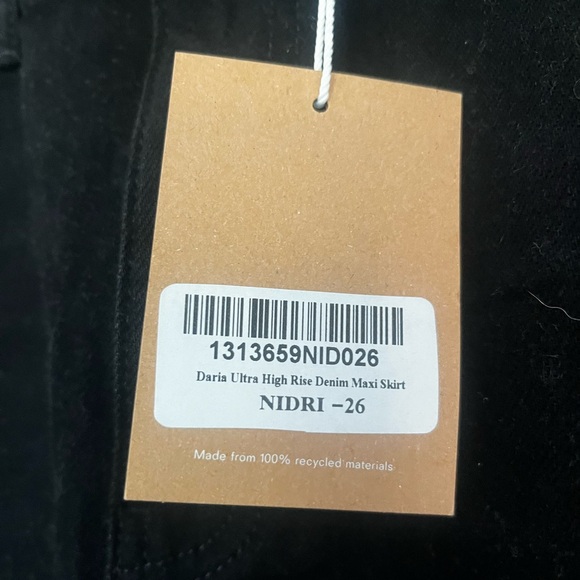 1313659NID026
Daria Ultra High Rise Denim Maxi Skirt
NIDRI -26
Made from 100% recycled materials